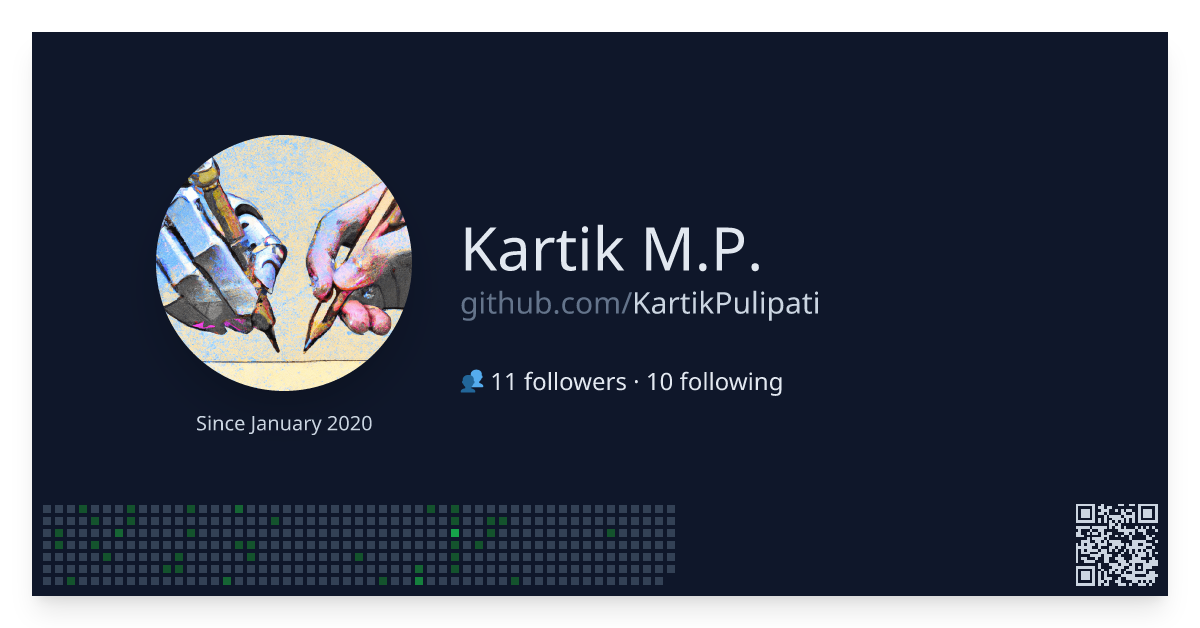 Kartik M.P.
github.com/KartikPulipati
11 followers · 10 following
Since January 2020